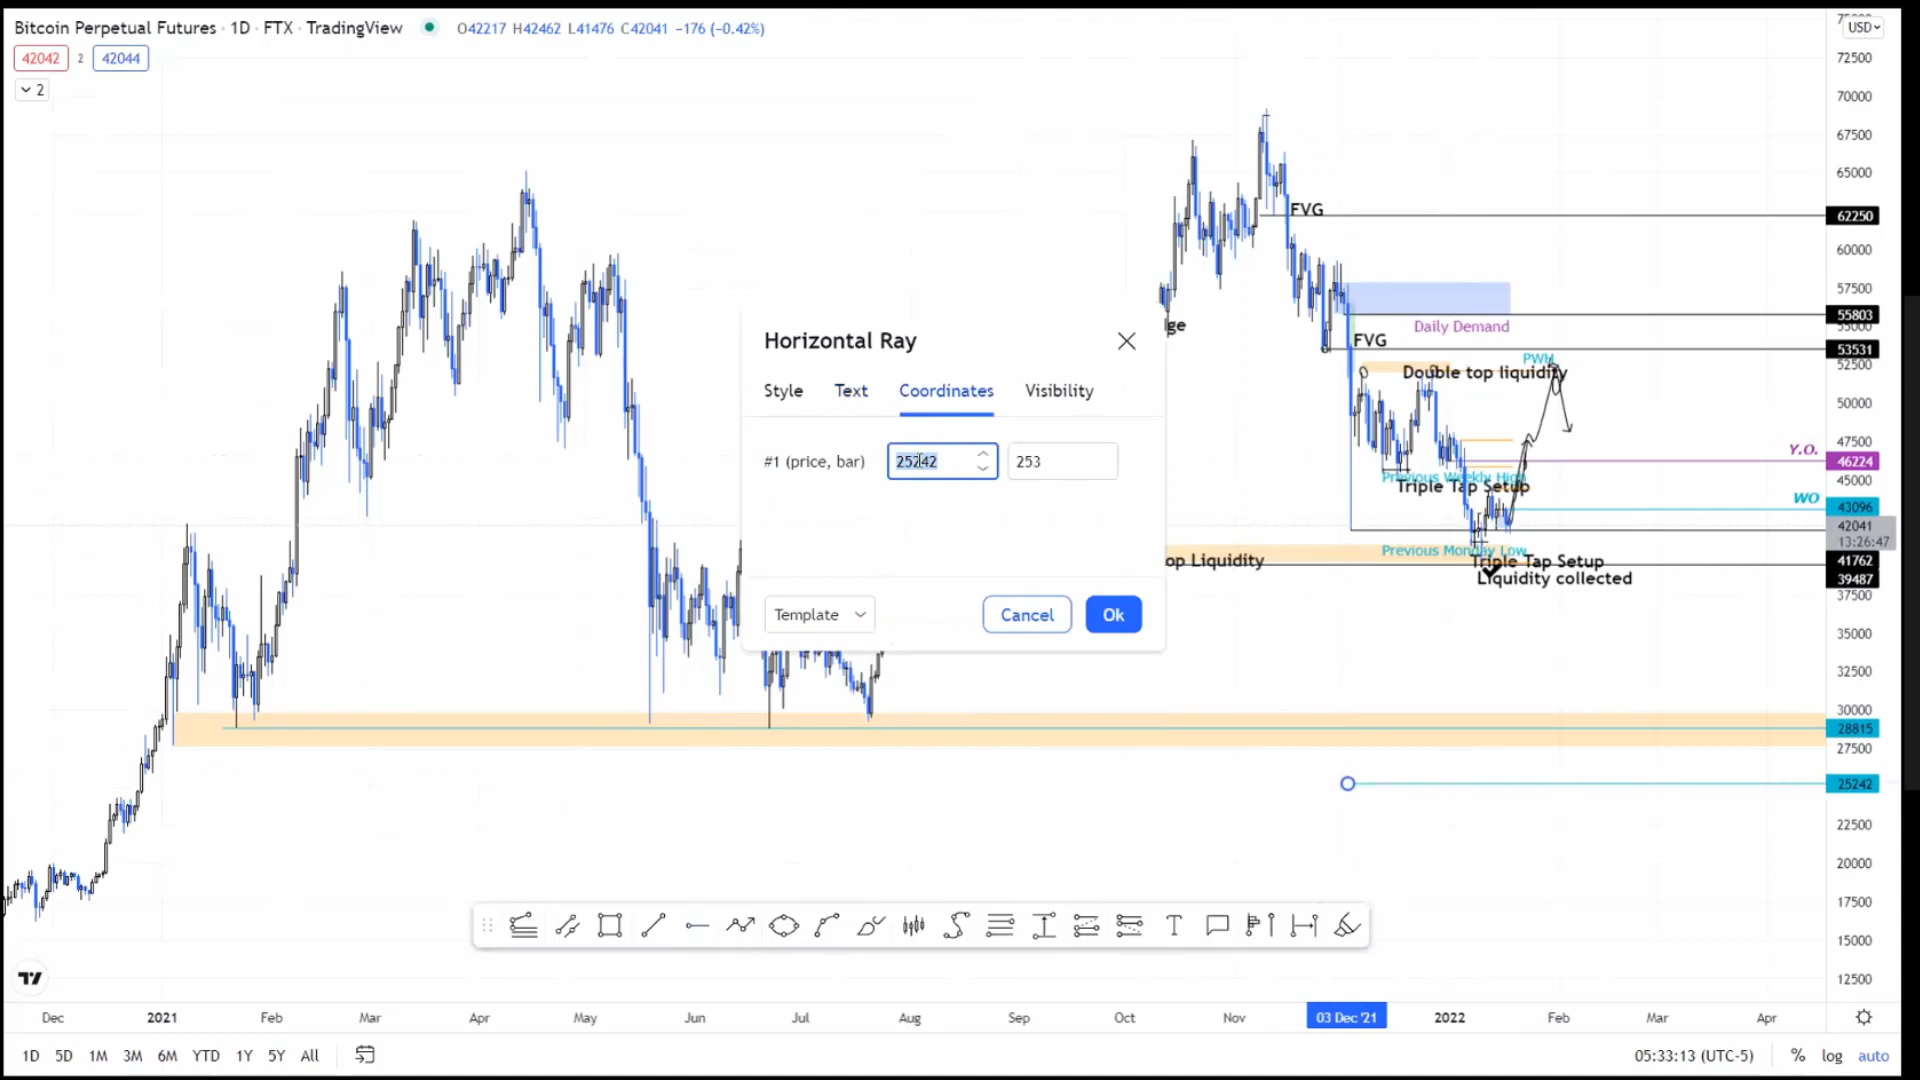 Bitcoin Perpetual Futures · 1D · FTX · TradingView O42217 H42462 L41476 C42041 −176 (−0.42%)
42042 2 42044
2
USD
72500
70000
67500
65000
FVG
62250
60000
57500
55803
Daily Demand
lge
FVG
53531
PWH
52500
Double top liquidity
50000
47500
Y.O.
46224
45000
Previous Weekly High
Triple Tap Setup
WO
43096
42041
13:26:47
Previous Monday Low
op Liquidity
Triple Tap Setup
41762
Liquidity collected
39487
37500
35000
32500
30000
28815
27500
25242
22500
20000
17500
15000
12500
Horizontal Ray
Style Text Coordinates Visibility
#1 (price, bar) 25242 253
Template Cancel Ok
T
Dec 2021 Feb Mar Apr May Jun Jul Aug Sep Oct Nov 03 Dec '21 2022 Feb Mar Apr
1D 5D 1M 3M 6M YTD 1Y 5Y All 05:33:13 (UTC-5) % log auto